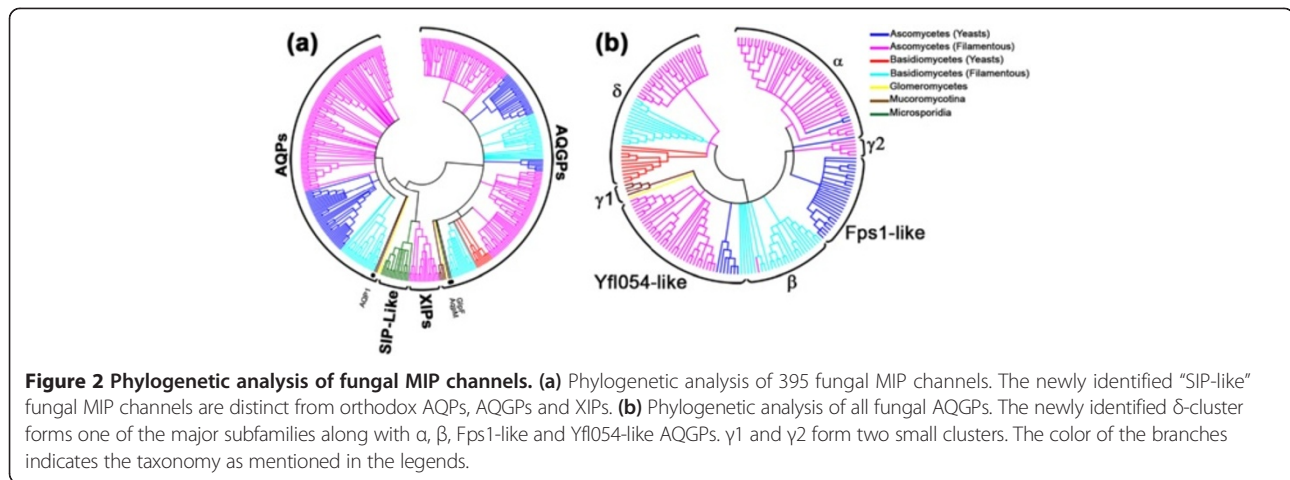 (a)
AQPs
AQGPs
AQP1
SIP-Like
XIPs
GlpF
AqpM
(b)
α
δ
γ2
γ1
Fps1-like
Yfl054-like
β
Ascomycetes (Yeasts)
Ascomycetes (Filamentous)
Basidiomycetes (Yeasts)
Basidiomycetes (Filamentous)
Glomeromycetes
Mucoromycotina
Microsporidia
Figure 2 Phylogenetic analysis of fungal MIP channels. (a) Phylogenetic analysis of 395 fungal MIP channels. The newly identified “SIP-like”
fungal MIP channels are distinct from orthodox AQPs, AQGPs and XIPs. (b) Phylogenetic analysis of all fungal AQGPs. The newly identified δ-cluster
forms one of the major subfamilies along with α, β, Fps1-like and Yfl054-like AQGPs. γ1 and γ2 form two small clusters. The color of the branches
indicates the taxonomy as mentioned in the legends.